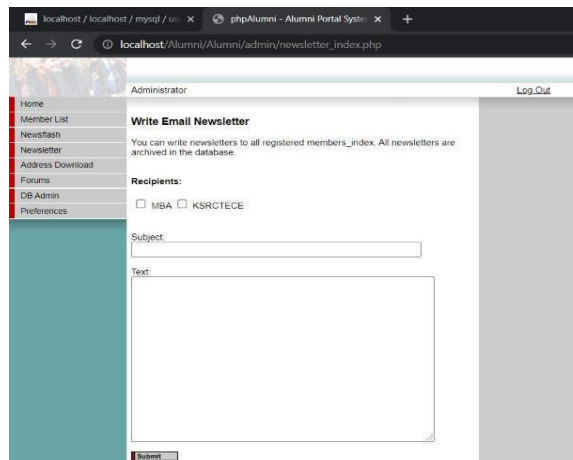 localhost / localhost / mysql / us
phpAlumni - Alumni Portal Syste
localhost/Alumni/Alumni/admin/newsletter_index.php
Administrator
Log Out
Home
Member List
Newsflash
Newsletter
Address Download
Forums
DB Admin
Preferences
Write Email Newsletter
You can write newsletters to all registered members_index. All newsletters are
archived in the database.
Recipients:
MBA KSRCTECE
Subject:
Text:
Submit